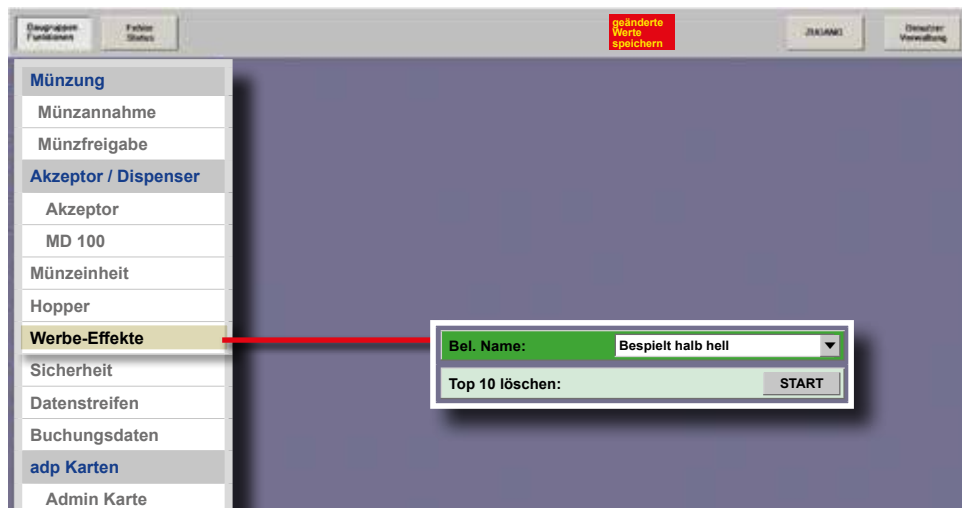 Baugruppen
Funktionen
Fehler
Status
geänderte
Werte
speichern
ZUGANG
Benutzer
Verwaltung
Münzung
Münzannahme
Münzfreigabe
Akzeptor / Dispenser
Akzeptor
MD 100
Münzeinheit
Hopper
Werbe-Effekte
Bel. Name:
Bespielt halb hell
Top 10 löschen:
START
Sicherheit
Datenstreifen
Buchungsdaten
adp Karten
Admin Karte